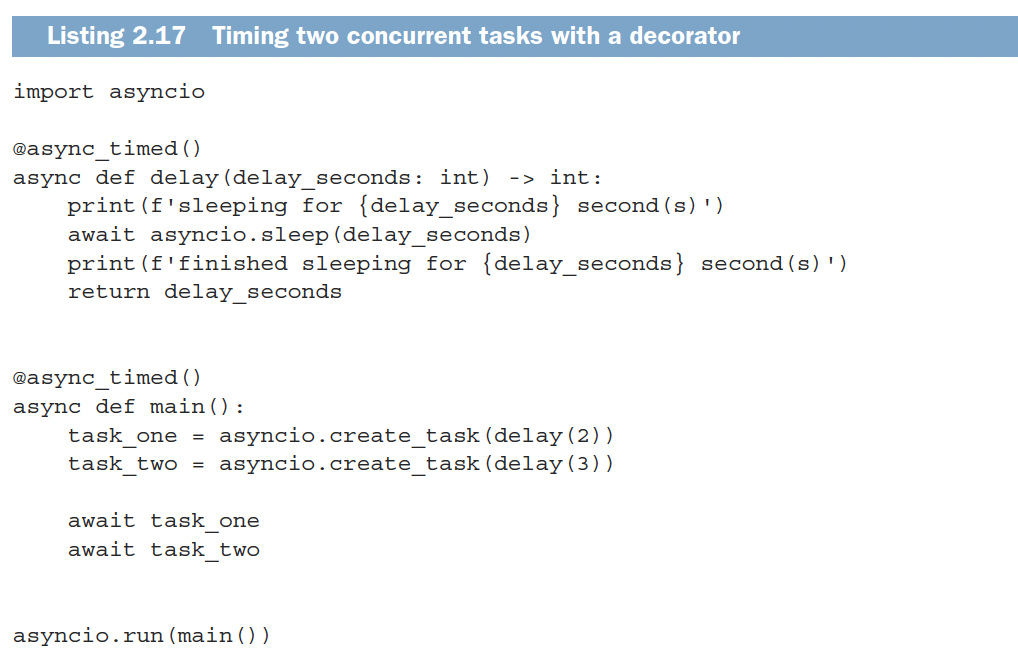 Listing 2.17 Timing two concurrent tasks with a decorator
import asyncio
@async_timed()
async def delay(delay_seconds: int) -> int:
    print(f'sleeping for {delay_seconds} second(s)')
    await asyncio.sleep(delay_seconds)
    print(f'finished sleeping for {delay_seconds} second(s)')
    return delay_seconds
@async_timed()
async def main():
    task_one = asyncio.create_task(delay(2))
    task_two = asyncio.create_task(delay(3))
    await task_one
    await task_two
asyncio.run(main())